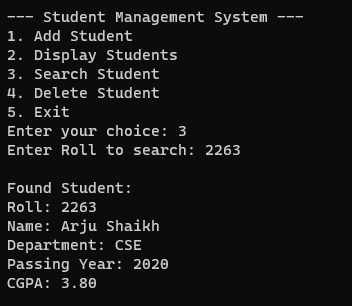 --- Student Management System ---
1. Add Student
2. Display Students
3. Search Student
4. Delete Student
5. Exit
Enter your choice: 3
Enter Roll to search: 2263

Found Student:
Roll: 2263
Name: Arju Shaikh
Department: CSE
Passing Year: 2020
CGPA: 3.80